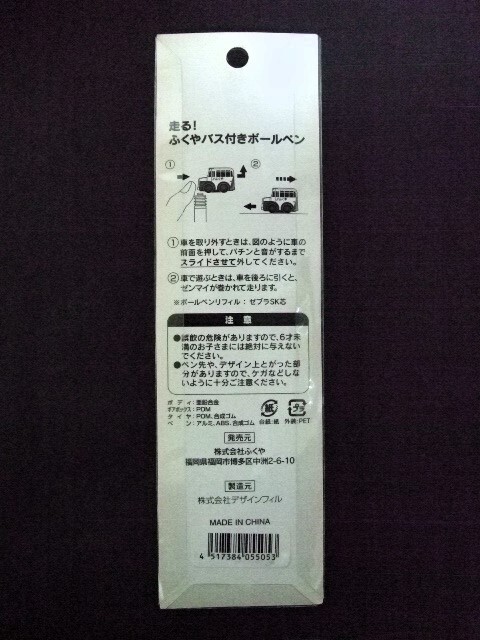 走る!
ふくやバス付きボールペン
① ②
①車を取り外すときは、図のように車の
前面を押して、パチンと音がするまで
スライドさせて外してください。
②車で遊ぶときは、車を後ろに引くと、
ゼンマイが巻かれて走ります。
※ボールペンリフィル:ゼブラSK芯
注意
●誤飲の危険がありますので、6才未
満のお子さまには絶対に与えない
でください。
●ペン先や、デザイン上とがった部
分がありますので、ケガなどしな
いように十分ご注意ください。
ボディ:亜鉛合金
ギアボックス:POM
タイヤ:POM、合成ゴム
ペン:アルミ、ABS、合成ゴム
紙 PET
台紙:紙 外装:PET
発売元
株式会社ふくや
福岡県福岡市博多区中洲2-6-10
製造元
株式会社デザインフィル
MADE IN CHINA
4 517384 055053